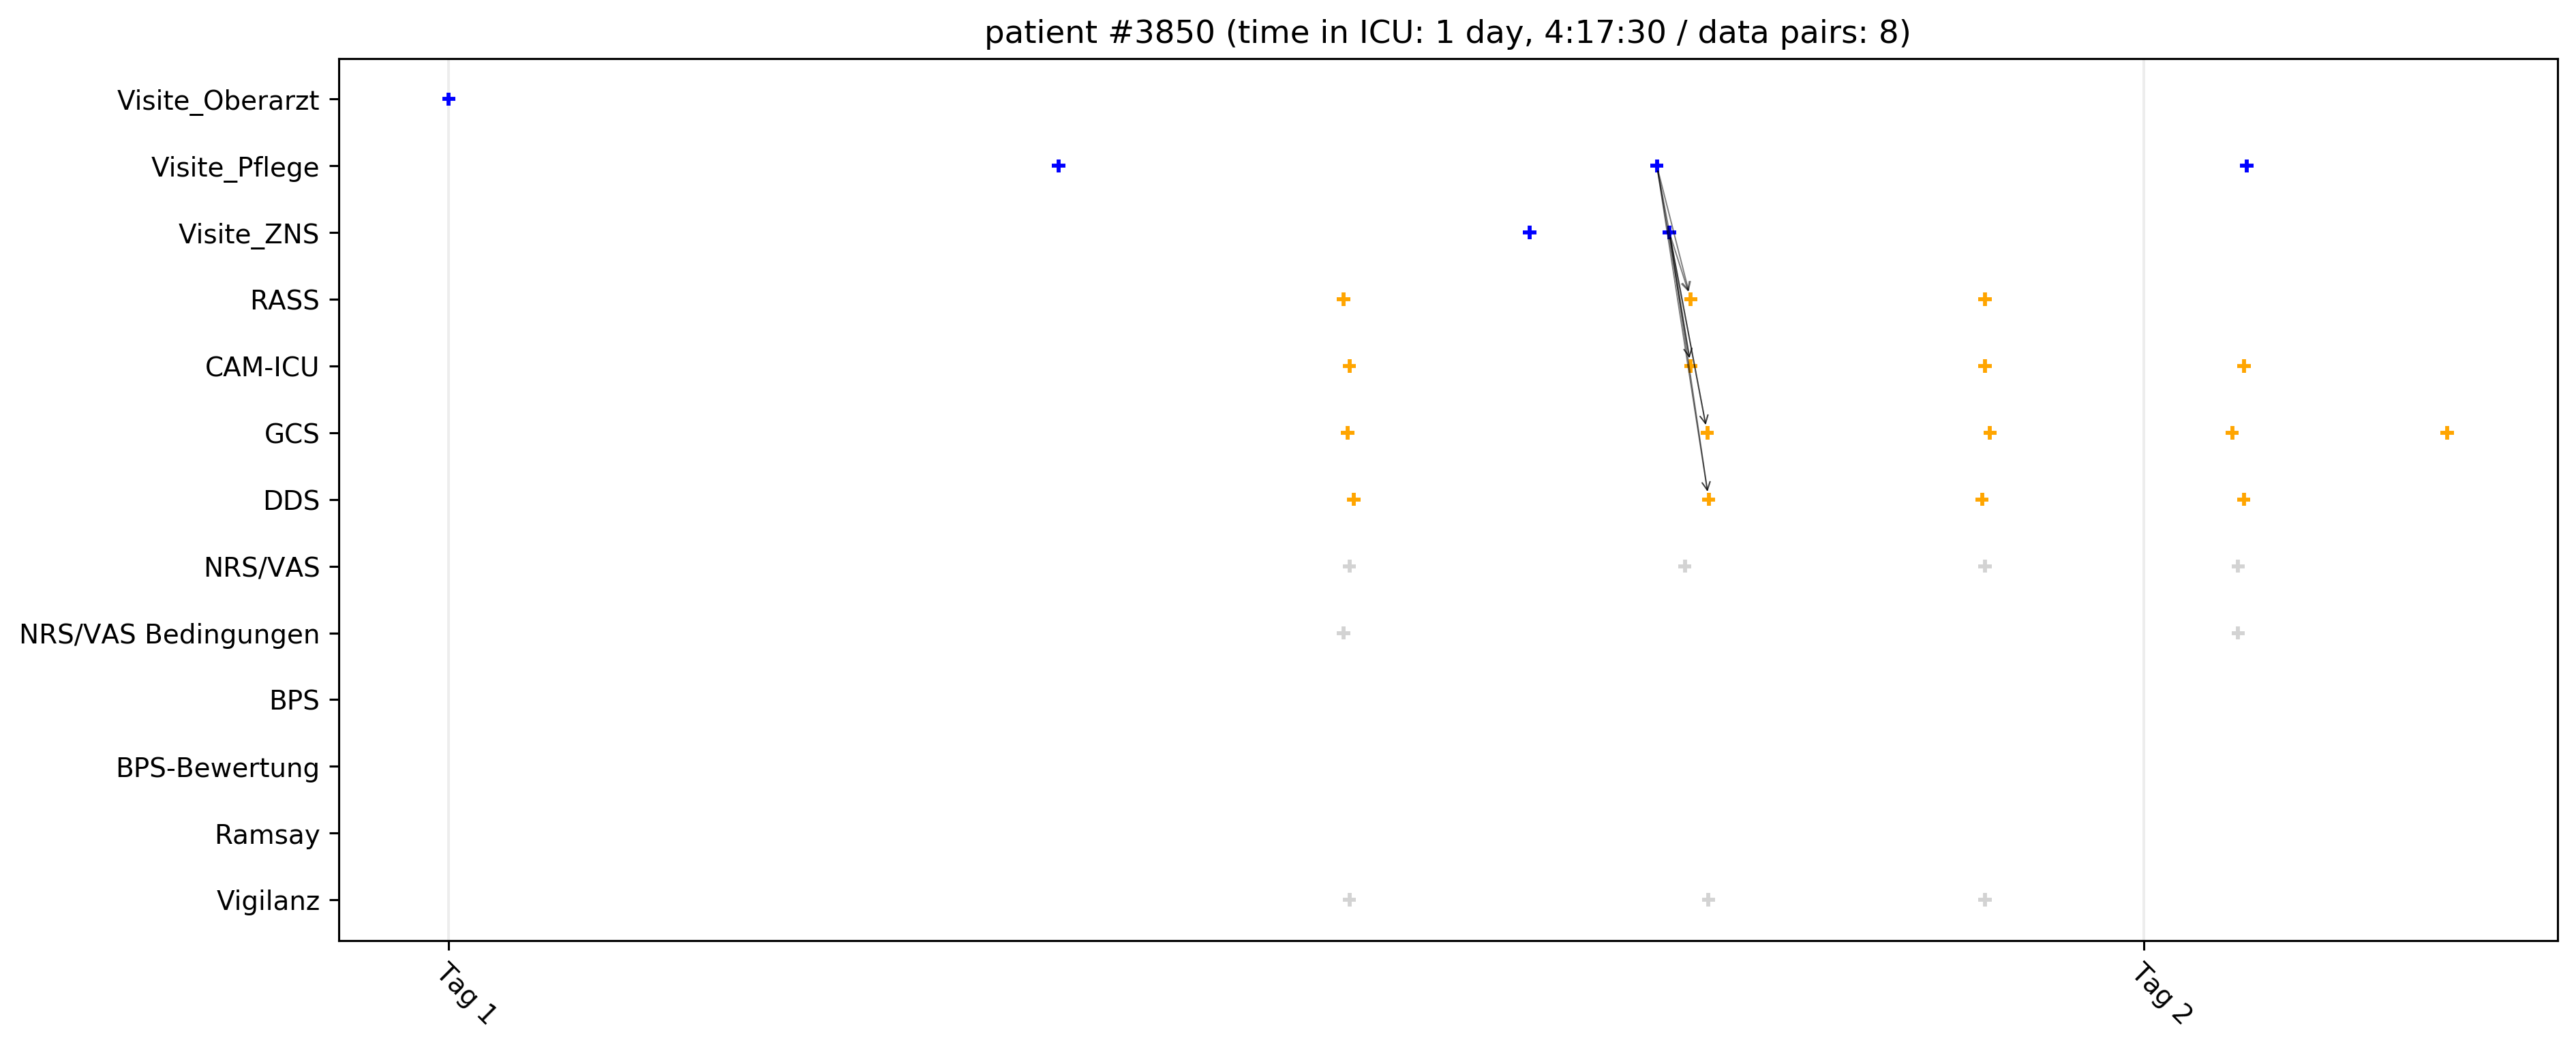 patient #3850 (time in ICU: 1 day, 4:17:30 / data pairs: 8)
Visite_Oberarzt
Visite_Pflege
Visite_ZNS
RASS
CAM-ICU
GCS
DDS
NRS/VAS
NRS/VAS Bedingungen
BPS
BPS-Bewertung
Ramsay
Vigilanz
Tag 1
Tag 2